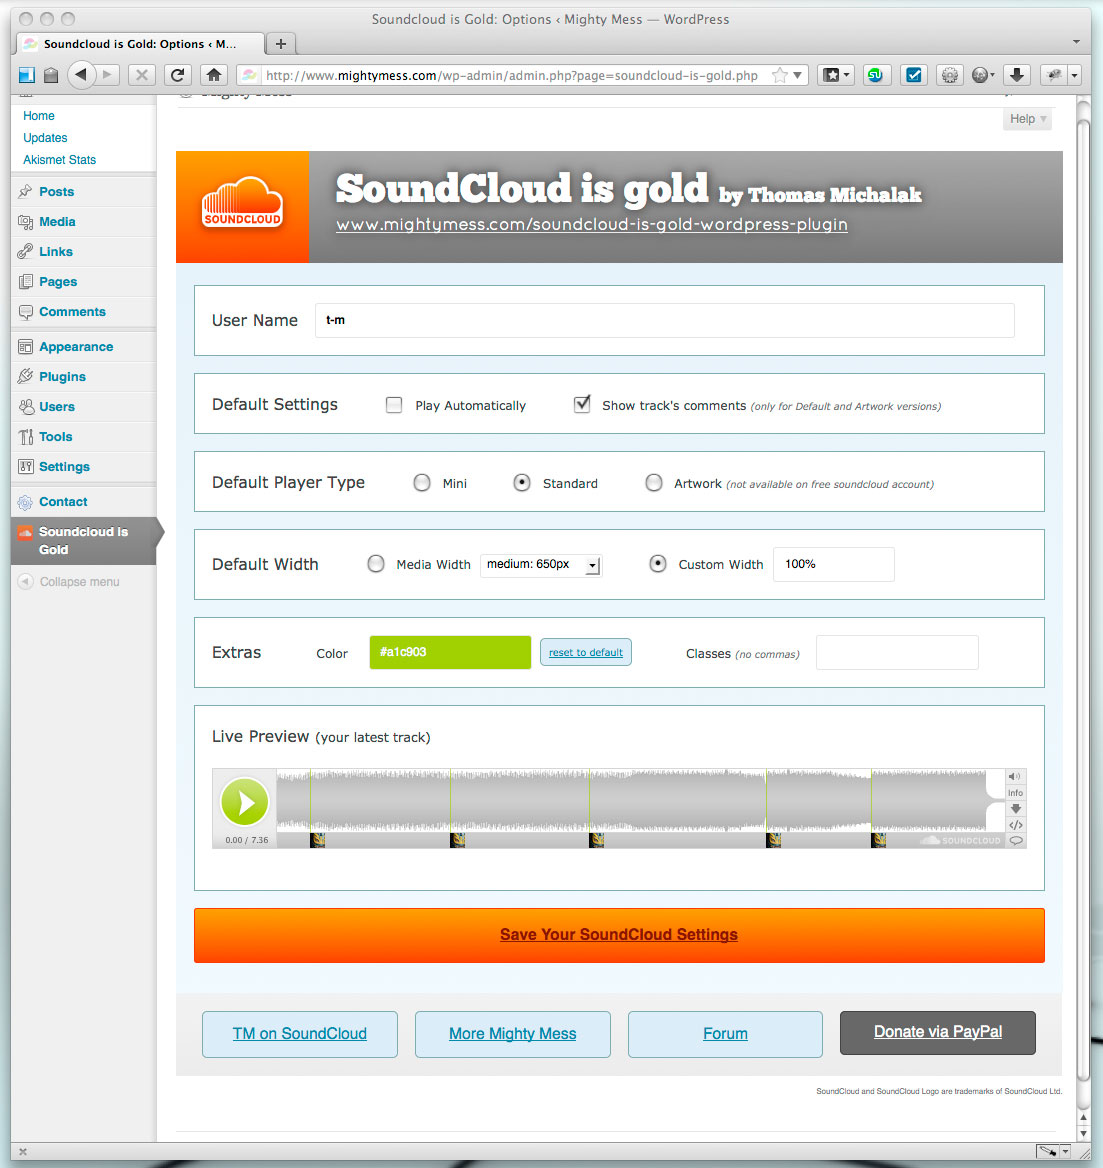 Soundcloud is Gold: Options ‹ Mighty Mess — WordPress
Soundcloud is Gold: Options ‹ M...
http://www.mightymess.com/wp-admin/admin.php?page=soundcloud-is-gold.php
Help
Home
Updates
Akismet Stats
Posts
Media
Links
Pages
Comments
Appearance
Plugins
Users
Tools
Settings
Contact
Soundcloud is
Gold
Collapse menu
SOUNDCLOUD
SoundCloud is gold by Thomas Michalak
www.mightymess.com/soundcloud-is-gold-wordpress-plugin
User Name t-m
Default Settings Play Automatically Show track's comments (only for Default and Artwork versions)
Default Player Type Mini Standard Artwork (not available on free soundcloud account)
Default Width Media Width medium: 650px Custom Width 100%
Extras Color #a1c903 reset to default Classes (no commas)
Live Preview (your latest track)
Info
0.00 / 7.36
SOUNDCLOUD
Save Your SoundCloud Settings
TM on SoundCloud More Mighty Mess Forum Donate via PayPal
SoundCloud and SoundCloud Logo are trademarks of SoundCloud Ltd.